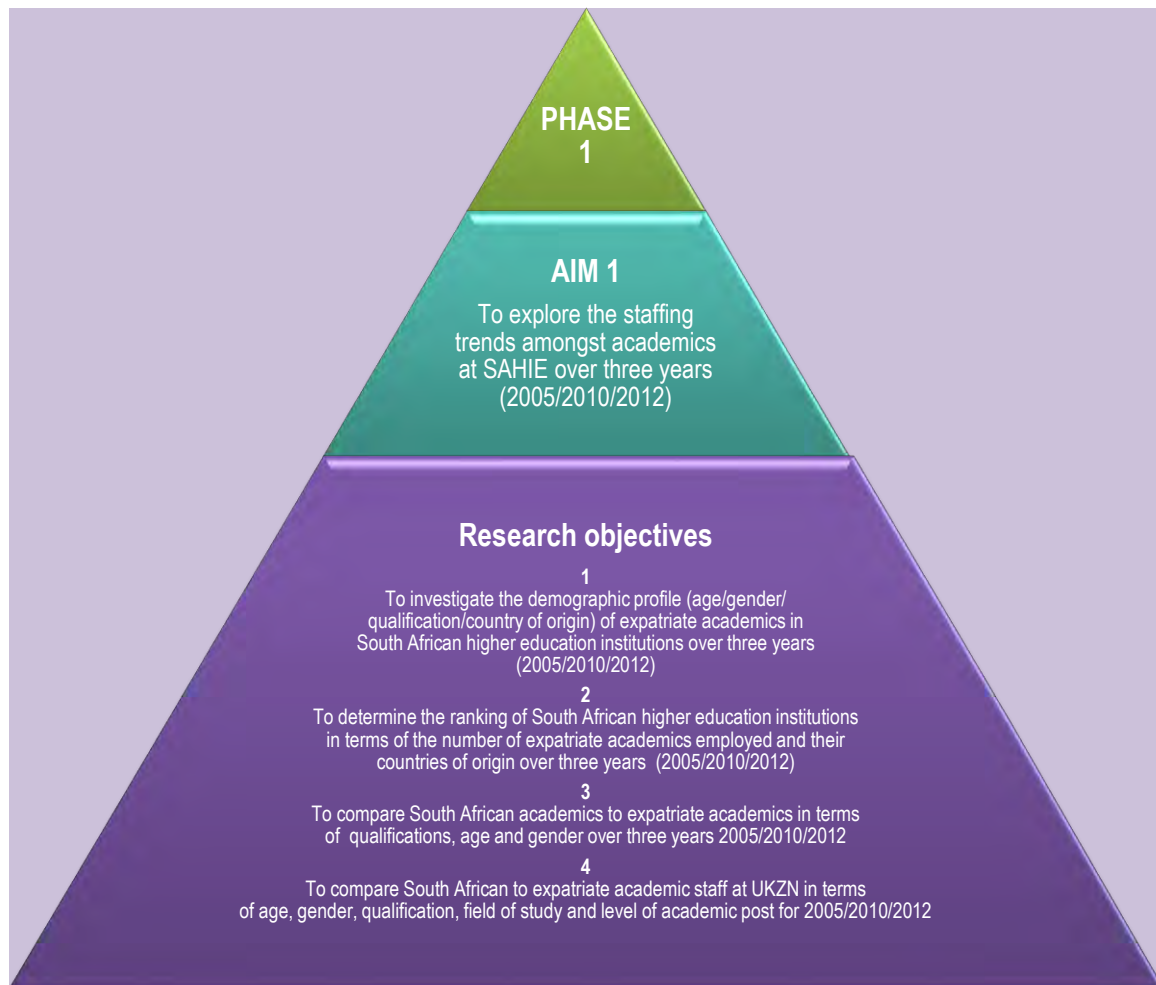 PHASE
1
AIM 1
To explore the staffing
trends amongst academics
at SAHIE over three years
(2005/2010/2012)
Research objectives
1
To investigate the demographic profile (age/gender/
qualification/country of origin) of expatriate academics in
South African higher education institutions over three years
(2005/2010/2012)
2
To determine the ranking of South African higher education institutions
in terms of the number of expatriate academics employed and their
countries of origin over three years (2005/2010/2012)
3
To compare South African academics to expatriate academics in terms
of qualifications, age and gender over three years 2005/2010/2012
4
To compare South African to expatriate academic staff at UKZN in terms
of age, gender, qualification, field of study and level of academic post for 2005/2010/2012